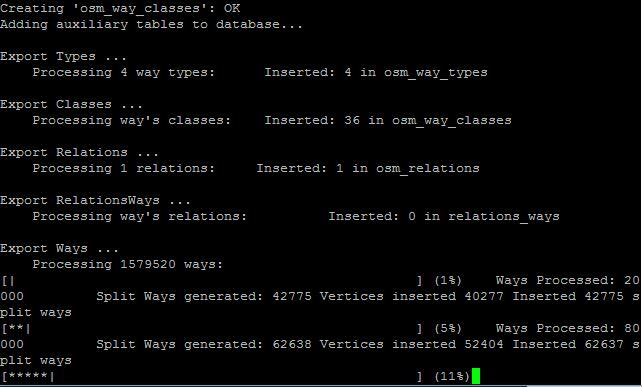 Creating 'osm_way_classes': OK
Adding auxiliary tables to database...
Export Types ...
Processing 4 way types: Inserted: 4 in osm_way_types
Export Classes ...
Processing way's classes: Inserted: 36 in osm_way_classes
Export Relations ...
Processing 1 relations: Inserted: 1 in osm_relations
Export RelationsWays ...
Processing way's relations: Inserted: 0 in relations_ways
Export Ways ...
Processing 1579520 ways:
[| ] (1%) Ways Processed: 20
000 Split Ways generated: 42775 Vertices inserted 40277 Inserted 42775 s
plit ways
[**| ] (5%) Ways Processed: 80
000 Split Ways generated: 62638 Vertices inserted 52404 Inserted 62637 s
plit ways
[*****| ] (11%)